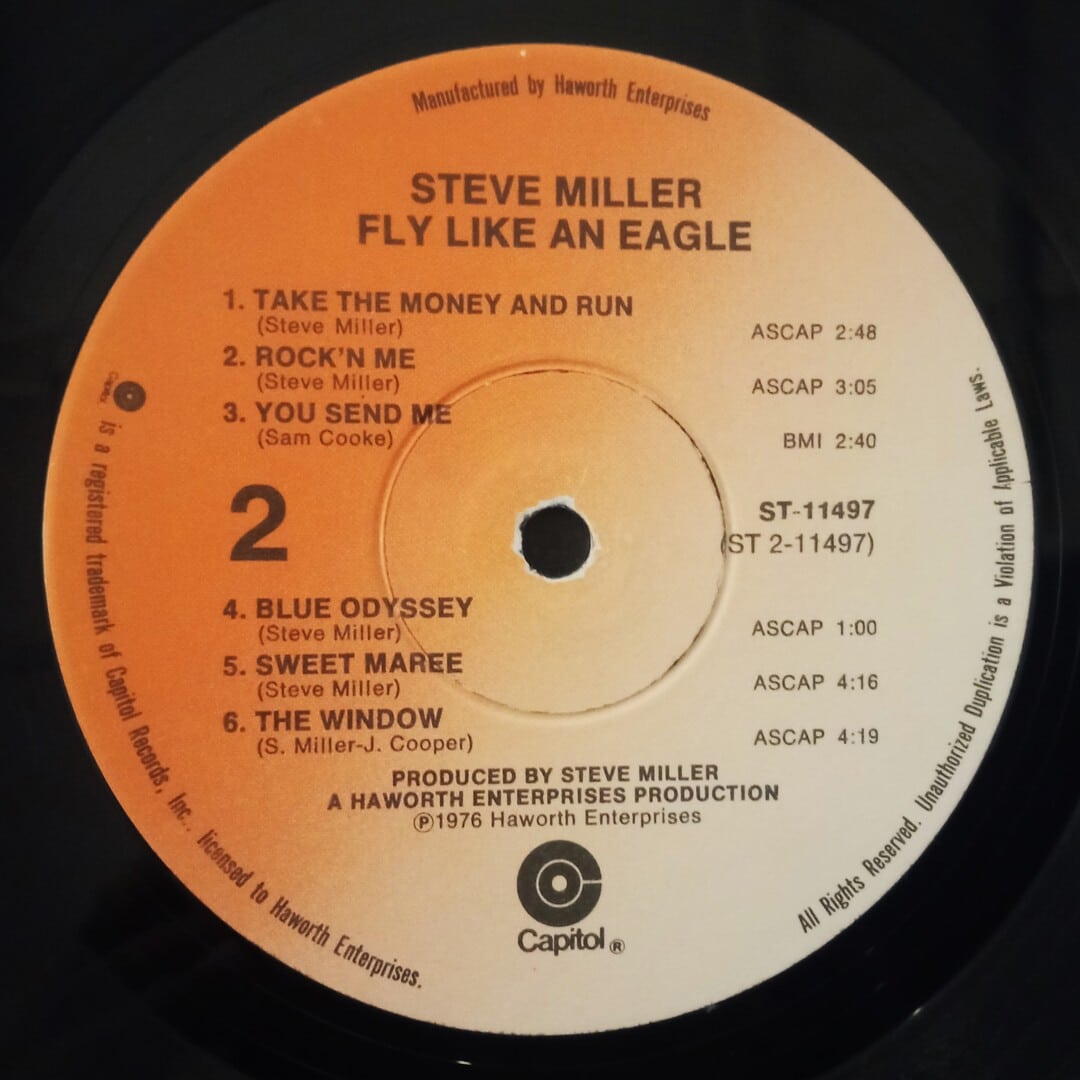 Manufactured by Haworth Enterprises
STEVE MILLER
FLY LIKE AN EAGLE
1. TAKE THE MONEY AND RUN
(Steve Miller) ASCAP 2:48
2. ROCK'N ME
(Steve Miller) ASCAP 3:05
3. YOU SEND ME
(Sam Cooke) BMI 2:40
2
ST-11497
(ST 2-11497)
4. BLUE ODYSSEY
(Steve Miller) ASCAP 1:00
5. SWEET MAREE
(Steve Miller) ASCAP 4:16
6. THE WINDOW
(S. Miller-J. Cooper) ASCAP 4:19
PRODUCED BY STEVE MILLER
A HAWORTH ENTERPRISES PRODUCTION
Ⓟ1976 Haworth Enterprises
Capitol ®
Capitol is a registered trademark of Capitol Records, Inc., licensed to Haworth Enterprises.
All Rights Reserved. Unauthorized Duplication is a Violation of Applicable Laws.